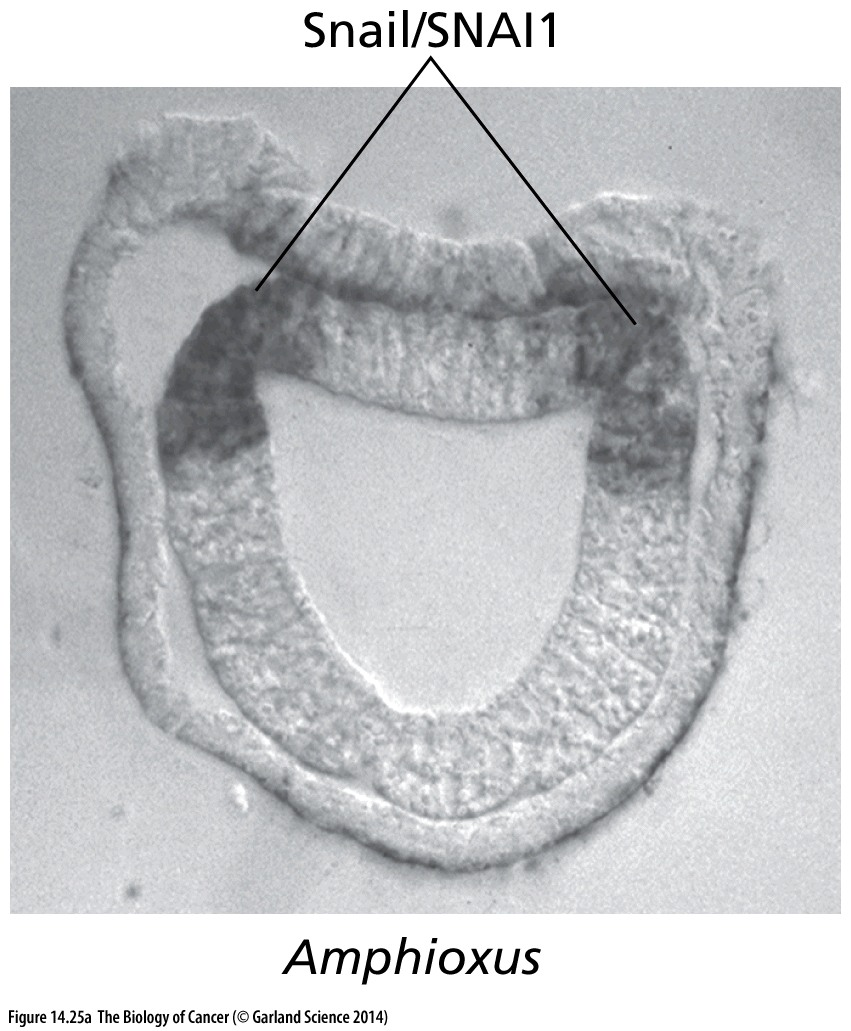 Snail/SNAI1
Amphioxus
Figure 14.25a The Biology of Cancer (© Garland Science 2014)